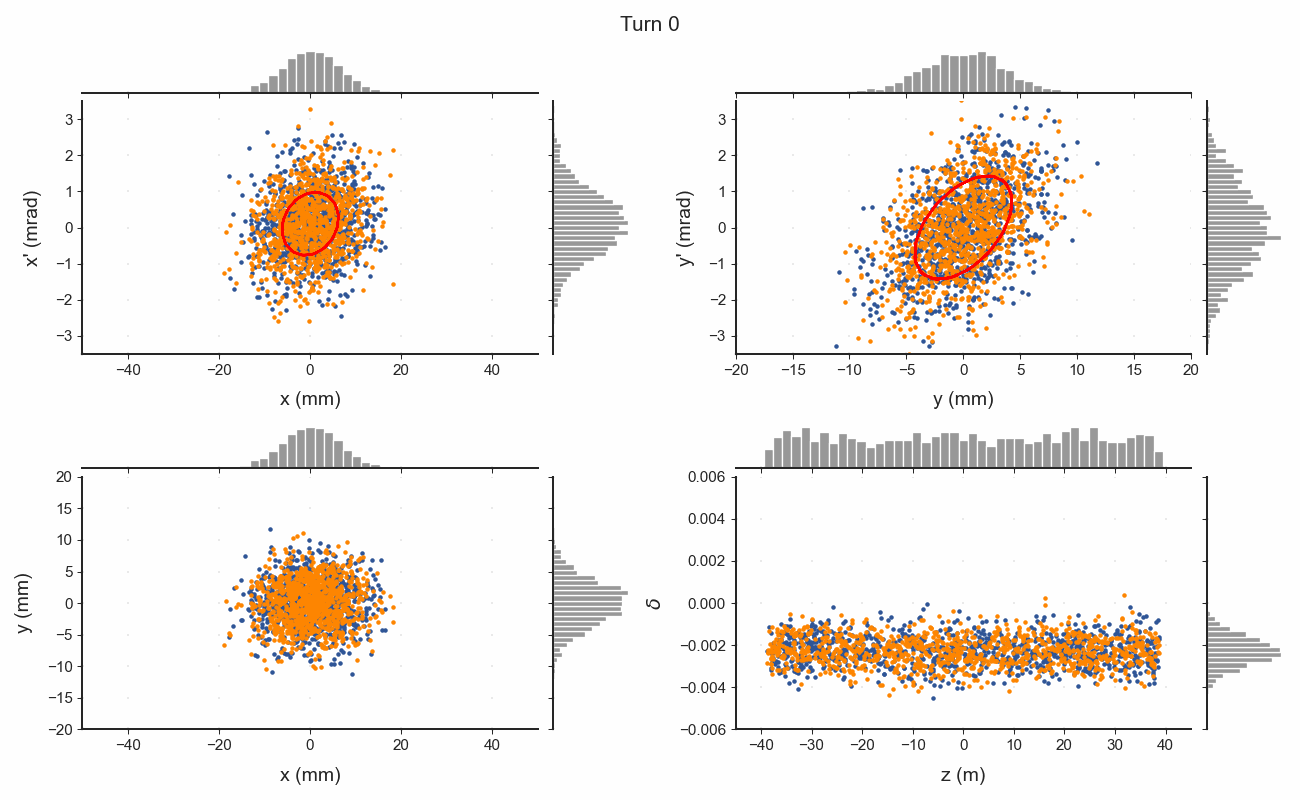 Turn 0
3
2
1
0
−1
−2
−3
x' (mrad)
−40 −20 0 20 40
x (mm)
3
2
1
0
−1
−2
−3
y' (mrad)
−20 −15 −10 −5 0 5 10 15 20
y (mm)
20
15
10
5
0
−5
−10
−15
−20
y (mm)
−40 −20 0 20 40
x (mm)
0.006
0.004
0.002
0.000
−0.002
−0.004
−0.006
δ
−40 −30 −20 −10 0 10 20 30 40
z (m)